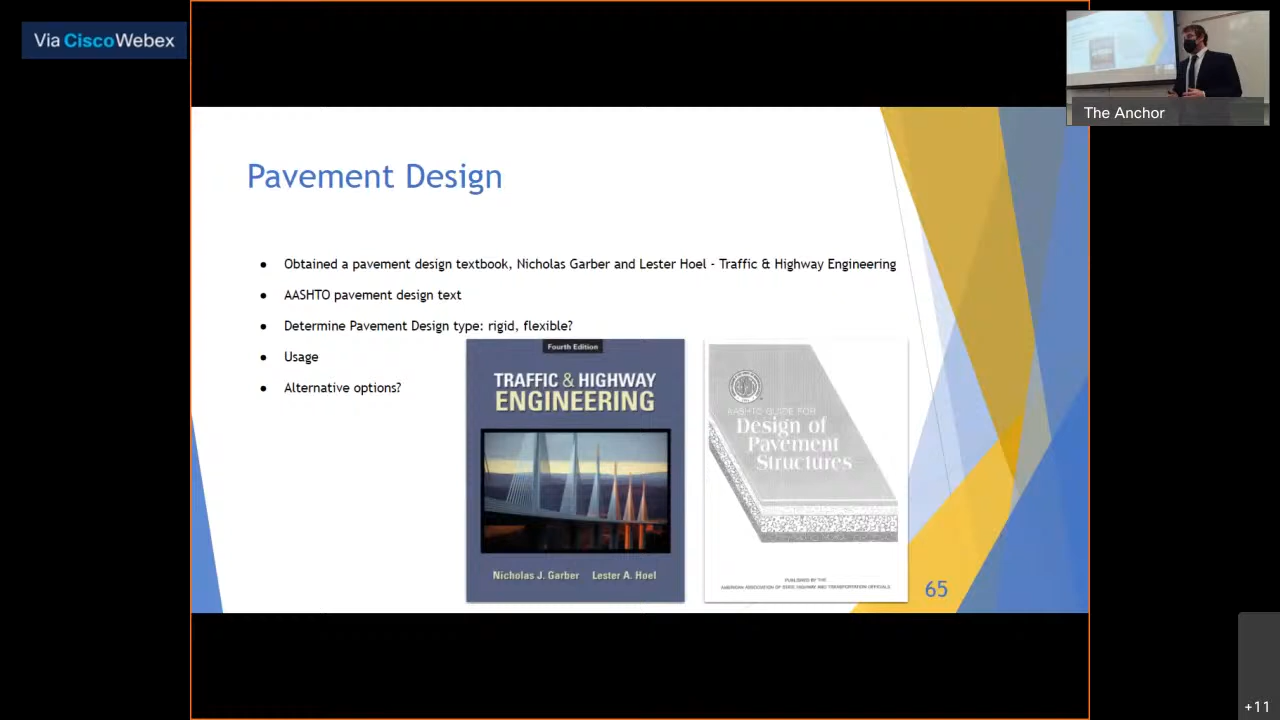 Via Cisco Webex
The Anchor
Pavement Design
● Obtained a pavement design textbook, Nicholas Garber and Lester Hoel - Traffic & Highway Engineering
● AASHTO pavement design text
● Determine Pavement Design type: rigid, flexible?
● Usage
● Alternative options?
Fourth Edition
TRAFFIC & HIGHWAY
ENGINEERING
Nicholas J. Garber Lester A. Hoel
AASHTO GUIDE FOR
Design of
Pavement
Structures
PUBLISHED BY THE
AMERICAN ASSOCIATION OF STATE HIGHWAY AND TRANSPORTATION OFFICIALS
65
+11